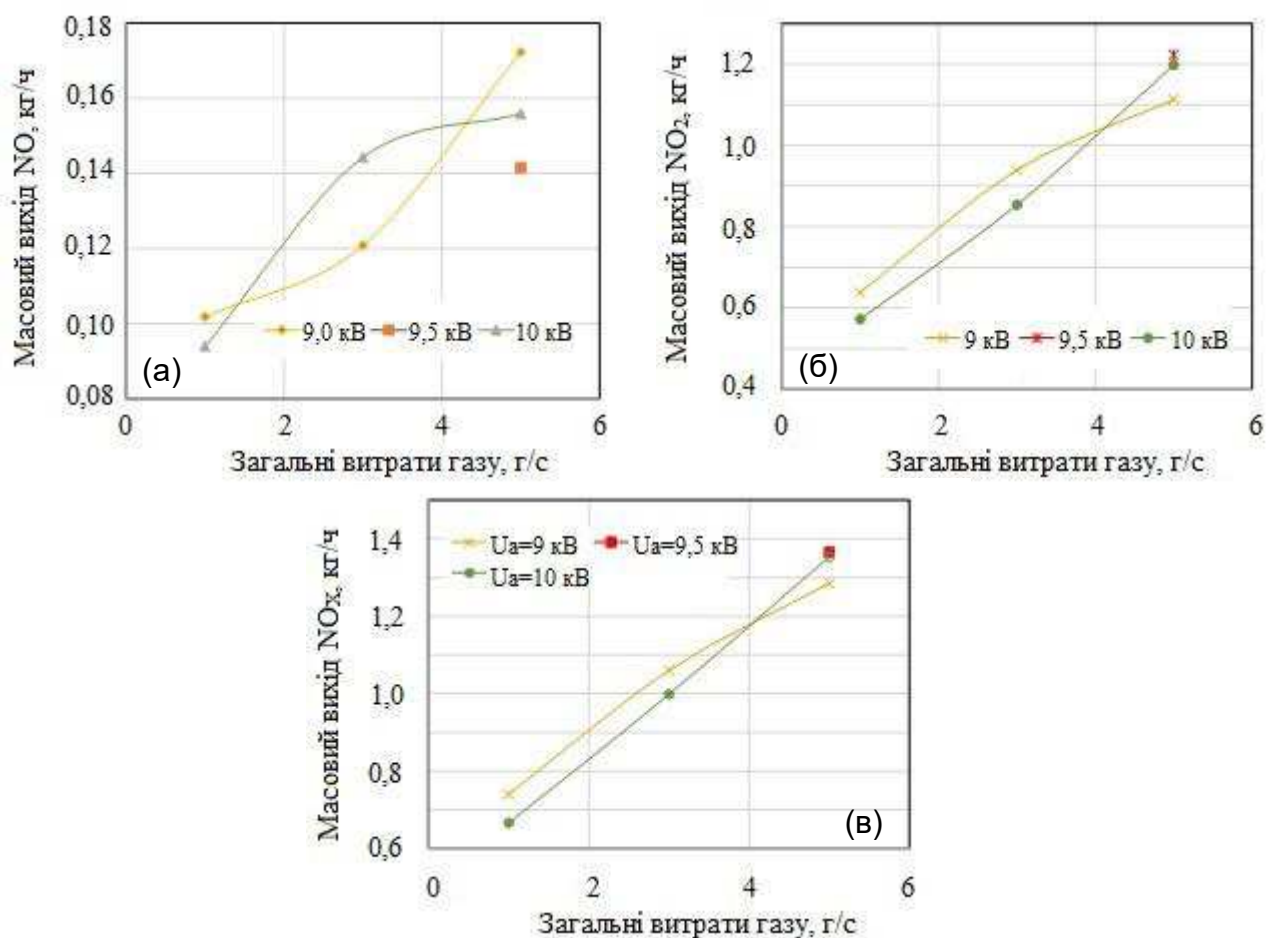 Масовий вихід NO, кг/ч
0,18
0,16
0,14
0,12
0,10
0,08
9,0 кВ 9,5 кВ 10 кВ
(а)
0 2 4 6
Загальні витрати газу, г/с
Масовий вихід NO₂, кг/ч
1,2
1,0
0,8
0,6
0,4
9 кВ 9,5 кВ 10 кВ
(б)
0 2 4 6
Загальні витрати газу, г/с
Масовий вихід NOX, кг/ч
1,4
1,2
1,0
0,8
0,6
Ua=9 кВ Ua=9,5 кВ
Ua=10 кВ
(в)
0 2 4 6
Загальні витрати газу, г/с